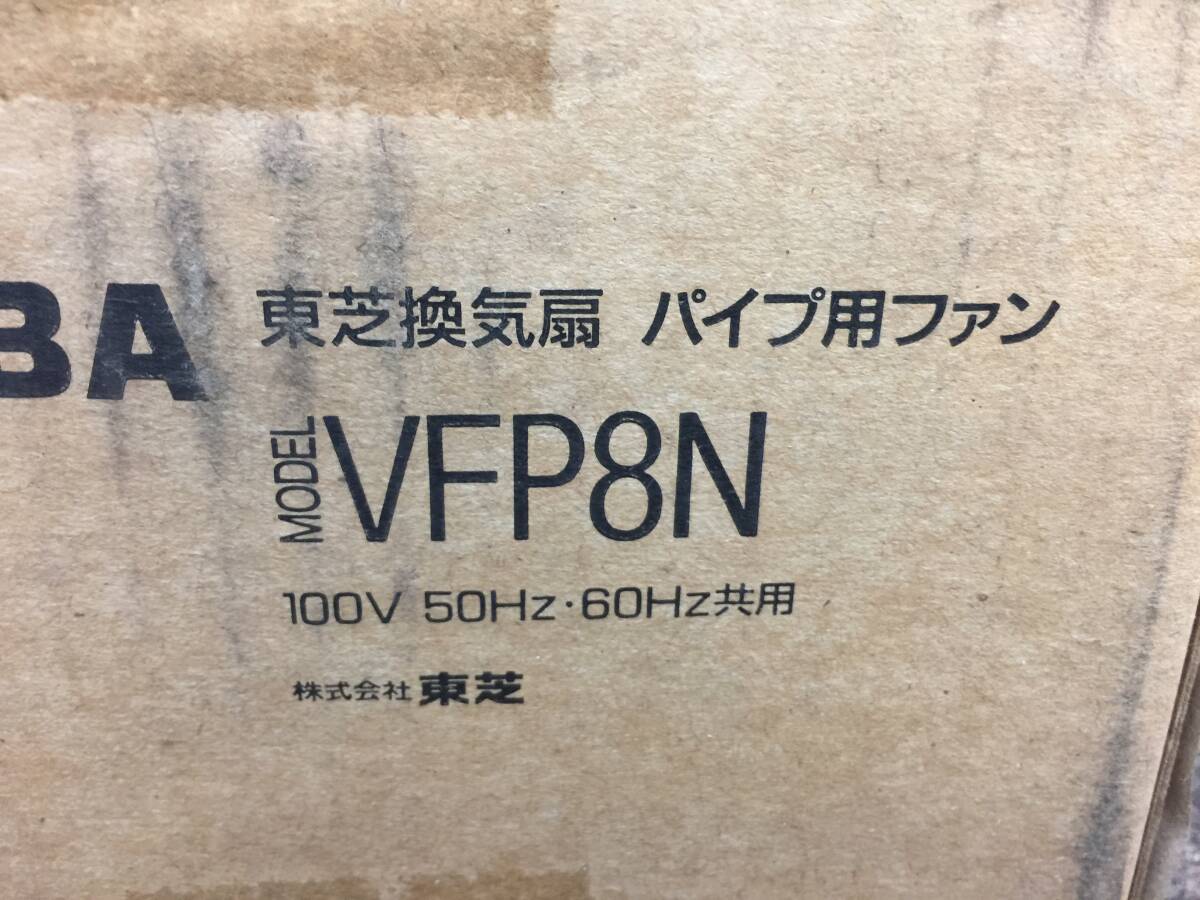 BA 東芝換気扇 パイプ用ファン
MODEL VFP8N
100V 50Hz・60Hz共用
株式会社 東芝